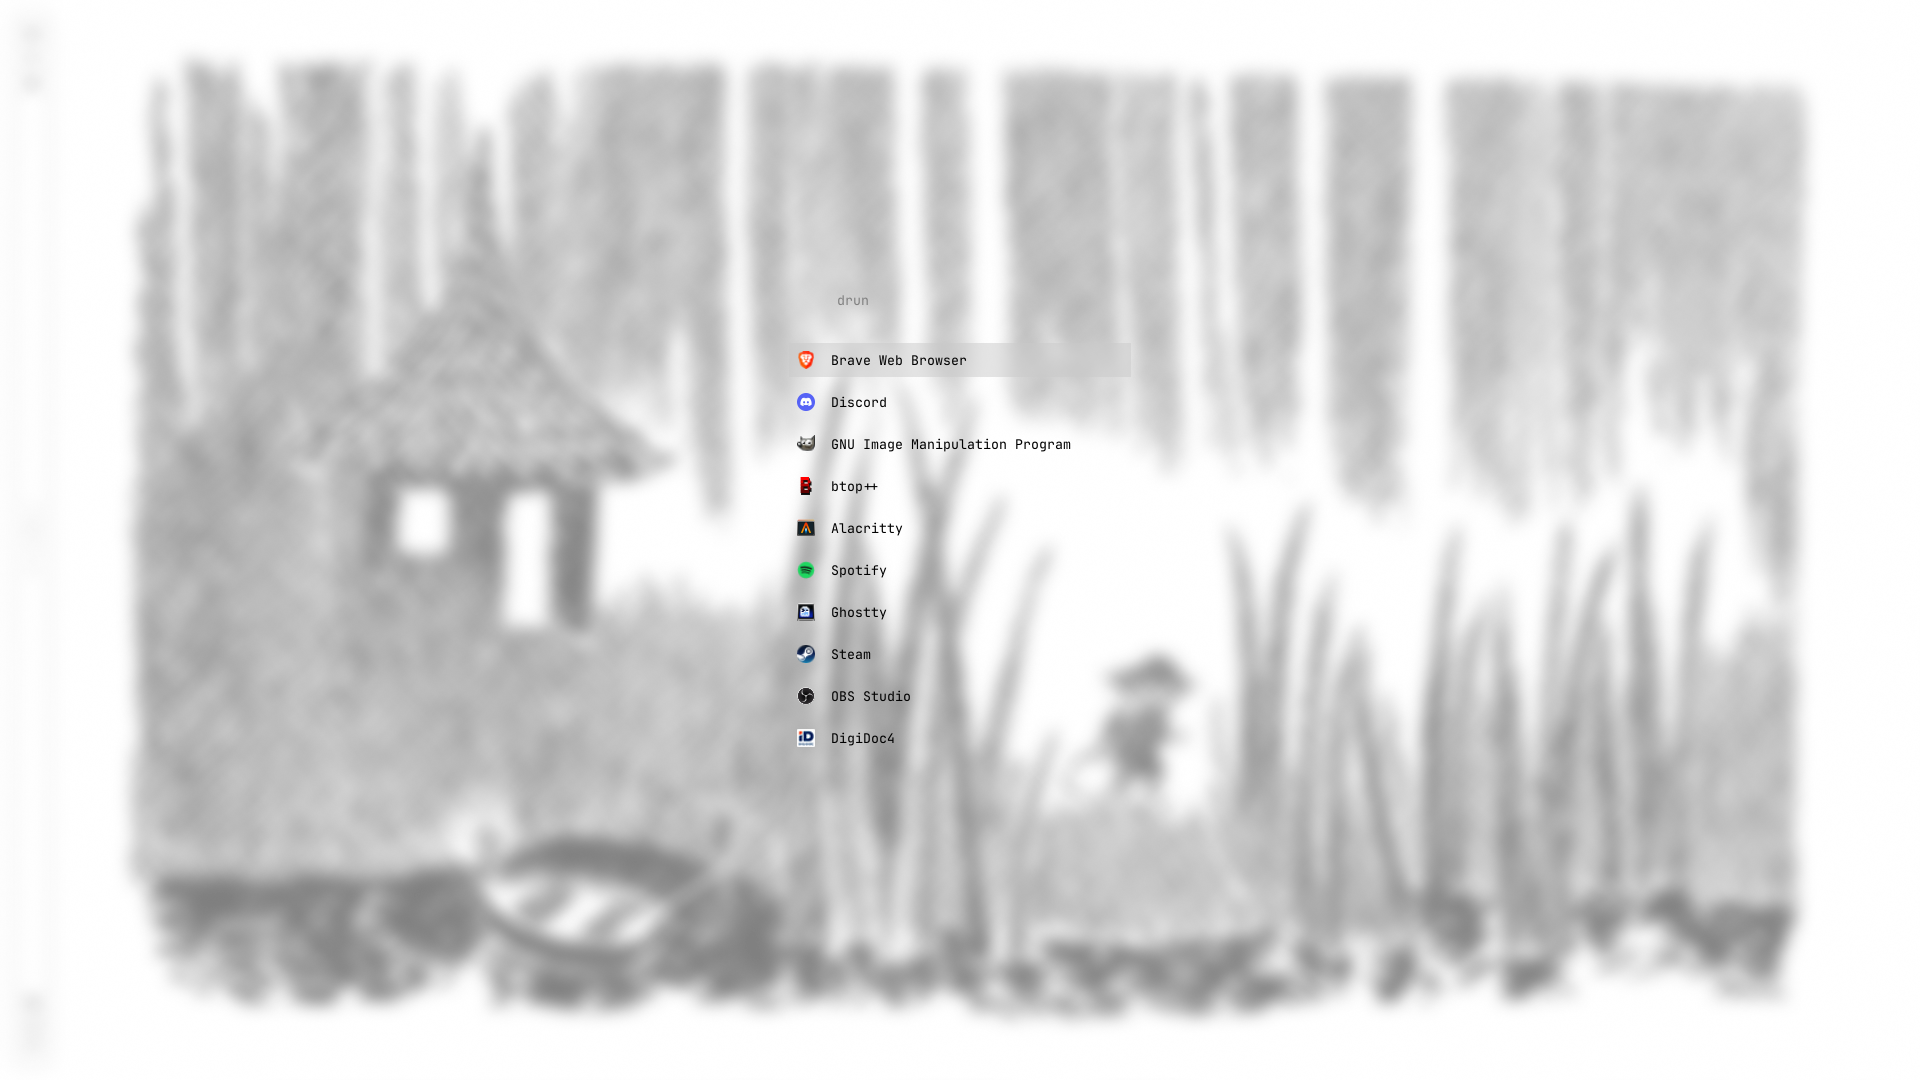 drun
Brave Web Browser
Discord
GNU Image Manipulation Program
btop++
Alacritty
Spotify
Ghostty
Steam
OBS Studio
DigiDoc4